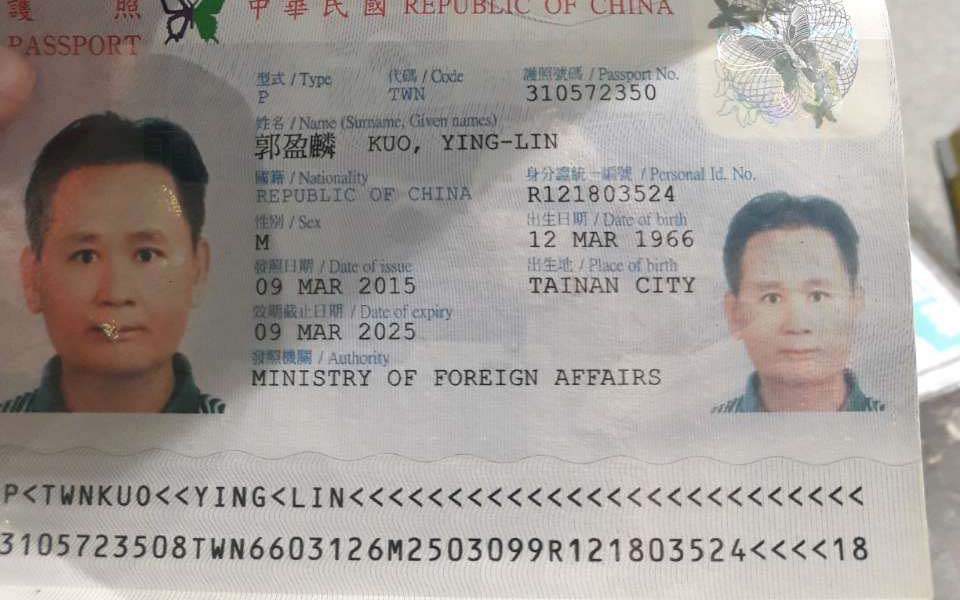 護 照 中華民國 REPUBLIC OF CHINA
PASSPORT
型式 / Type 代碼 / Code 護照號碼 / Passport No.
P TWN 310572350
姓名 / Name (Surname, Given names)
郭盈麟 KUO, YING-LIN
國籍 / Nationality 身分證統一編號 / Personal Id. No.
REPUBLIC OF CHINA R121803524
性別 / Sex 出生日期 / Date of birth
M 12 MAR 1966
發照日期 / Date of issue 出生地 / Place of birth
09 MAR 2015 TAINAN CITY
效期截止日期 / Date of expiry
09 MAR 2025
發照機關 / Authority
MINISTRY OF FOREIGN AFFAIRS
P<TWNKUO<<YING<LIN<<<<<<<<<<<<<<<<<<<<<<<<<<
3105723508TWN6603126M2503099R121803524<<<<18